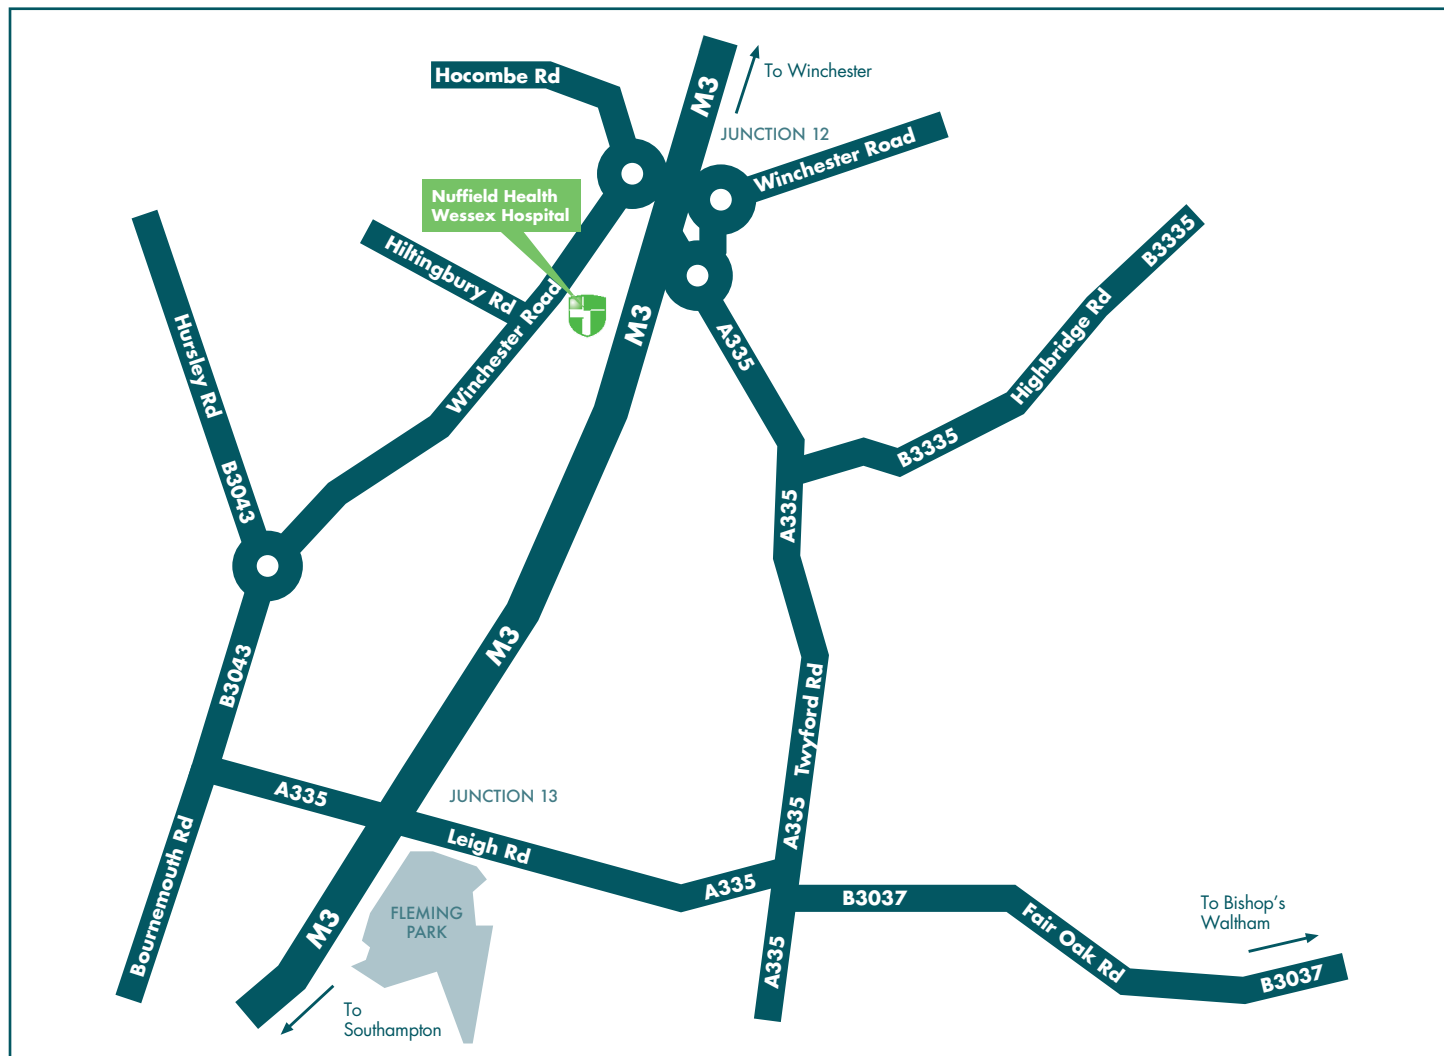 Hocombe Rd
M3
To Winchester
JUNCTION 12
Winchester Road
Nuffield Health
Wessex Hospital
Hiltingbury Rd
B3335
Highbridge Rd
Hursley Rd
Winchester Road
M3
A335
B3335
B3043
A335
M3
B3043
Twyford Rd
A335
JUNCTION 13
A335
Leigh Rd
Bournemouth Rd
A335
B3037
M3
FLEMING
PARK
Fair Oak Rd
To Bishop's
Waltham
A335
B3037
To
Southampton